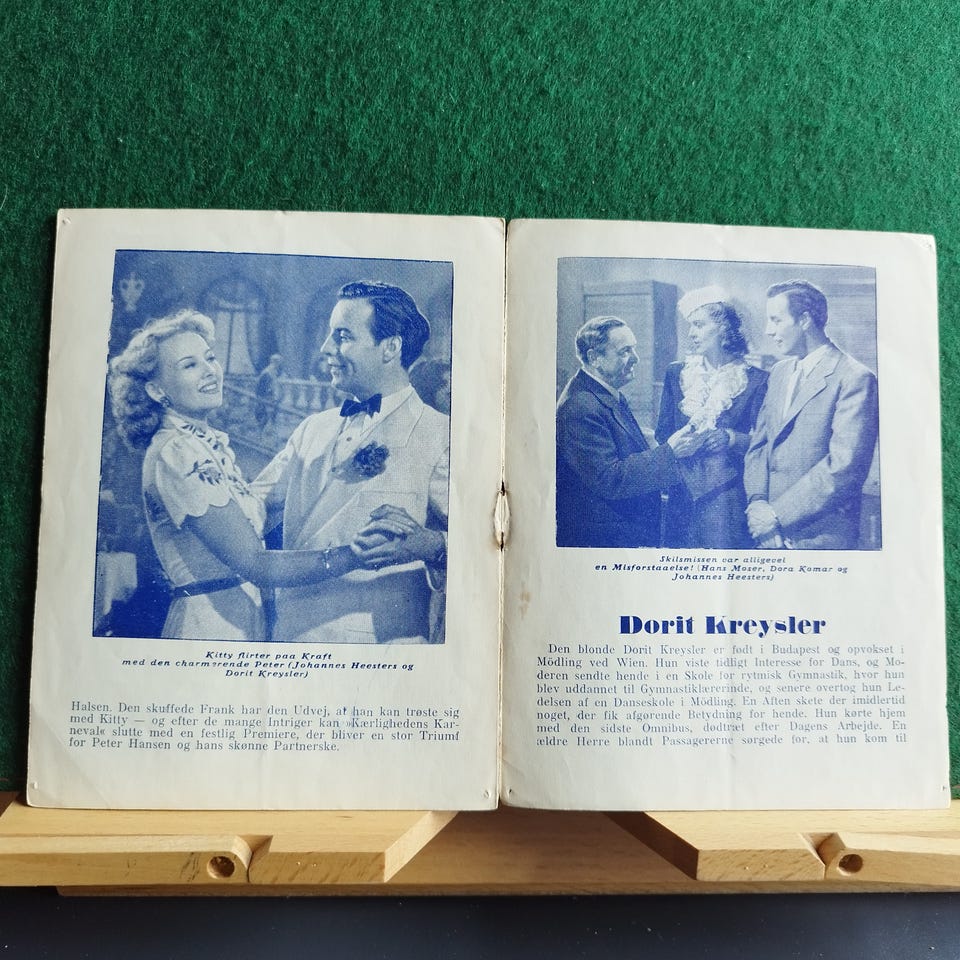 Kitty flirter paa Kraft
med den charmerende Peter (Johannes Heesters og
Dorit Kreysler)
Halsen. Den skuffede Frank har den Udvej, at han kan trøste sig
med Kitty — og efter de mange Intriger kan »Kærlighedens Kar-
neval« slutte med en festlig Premiere, der bliver en stor Triumf
for Peter Hansen og hans skønne Partnerske.
Skilsmissen var alligevel
en Misforstaaelse! (Hans Moser, Dora Komar og
Johannes Heesters)
Dorit Kreysler
Den blonde Dorit Kreysler er født i Budapest og opvokset i
Mödling ved Wien. Hun viste tidligt Interesse for Dans, og Mo-
deren sendte hende i en Skole for rytmisk Gymnastik, hvor hun
blev uddannet til Gymnastiklærerinde, og senere overtog hun Le-
delsen af en Danseskole i Mödling. En Aften skete der imidlertid
noget, der fik afgørende Betydning for hende. Hun kørte hjem
med den sidste Omnibus, dødtræt efter Dagens Arbejde. En
ældre Herre blandt Passagererne sørgede for, at hun kom til